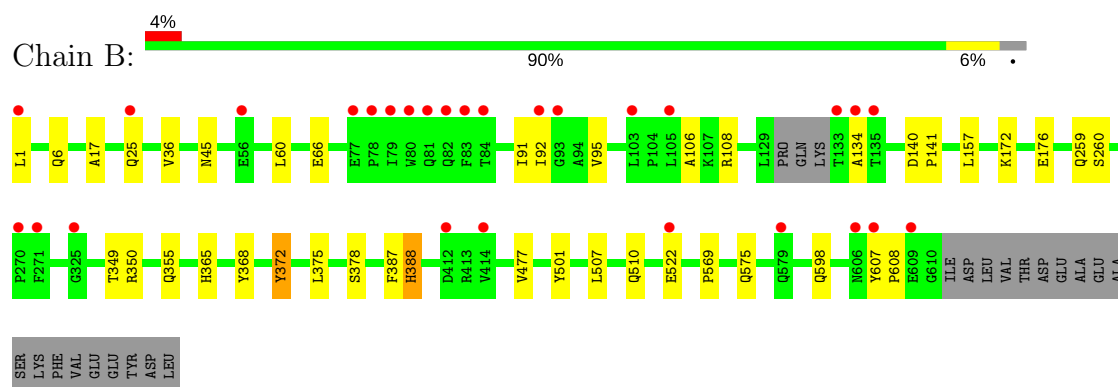 4%
Chain B:
90% 6% •
L1 Q6 A17 Q25 V36 N45 E56 L60 E66 E77 P78 I79 W80 Q81 Q82 F83 T84 I91 I92 G93 A94 V95 L103 P104 L105 A106 K107 R108 L129 PRO GLN LYS T133 A134 T135 D140 P141 L157 K172 E176 Q259 S260
P270 F271 G325 T349 R350 Q355 H365 Y368 Y372 L375 S378 F387 H388 D412 R413 V414 V477 Y501 L507 Q510 E522 P569 Q575 Q579 Q598 N606 Y607 P608 E609 G610 ILE ASP LEU VAL THR ASP GLU ALA GLU ALA
SER LYS PHE VAL GLU GLU TYR ASP LEU